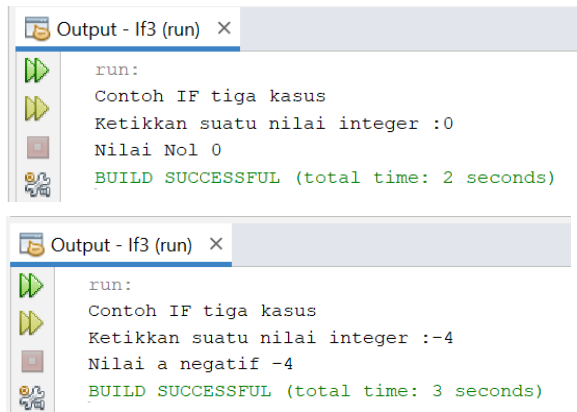 Output - If3 (run) ×
run:
Contoh IF tiga kasus
Ketikkan suatu nilai integer :0
Nilai Nol 0
BUILD SUCCESSFUL (total time: 2 seconds)
Output - If3 (run) ×
run:
Contoh IF tiga kasus
Ketikkan suatu nilai integer :-4
Nilai a negatif -4
BUILD SUCCESSFUL (total time: 3 seconds)